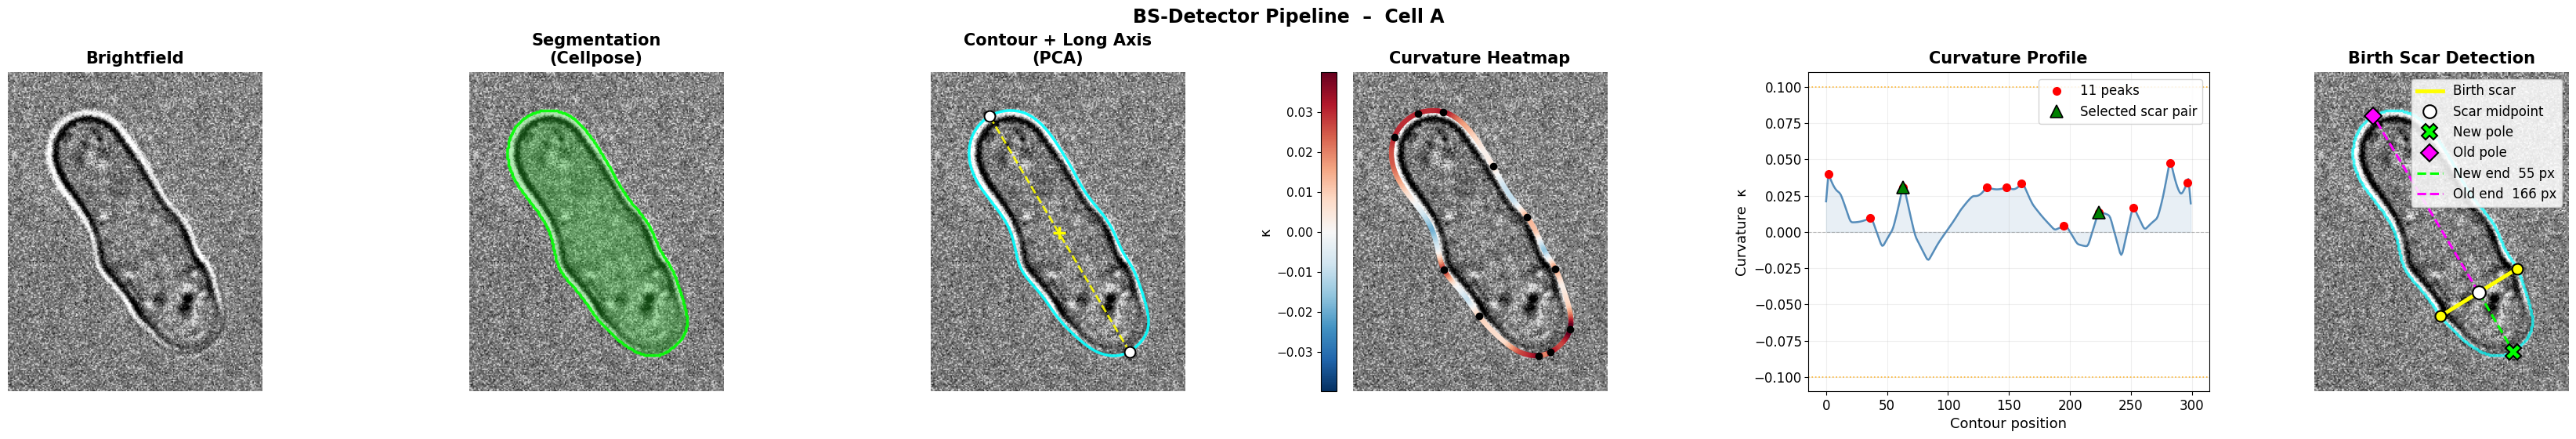 BS-Detector Pipeline – Cell A
Brightfield
Segmentation
(Cellpose)
Contour + Long Axis
(PCA)
κ
0.03
0.02
0.01
0.00
−0.01
−0.02
−0.03
Curvature Heatmap
Curvature Profile
Curvature κ
0.100
0.075
0.050
0.025
0.000
−0.025
−0.050
−0.075
−0.100
11 peaks
Selected scar pair
0 50 100 150 200 250 300
Contour position
Birth Scar Detection
Birth scar
Scar midpoint
New pole
Old pole
New end 55 px
Old end 166 px